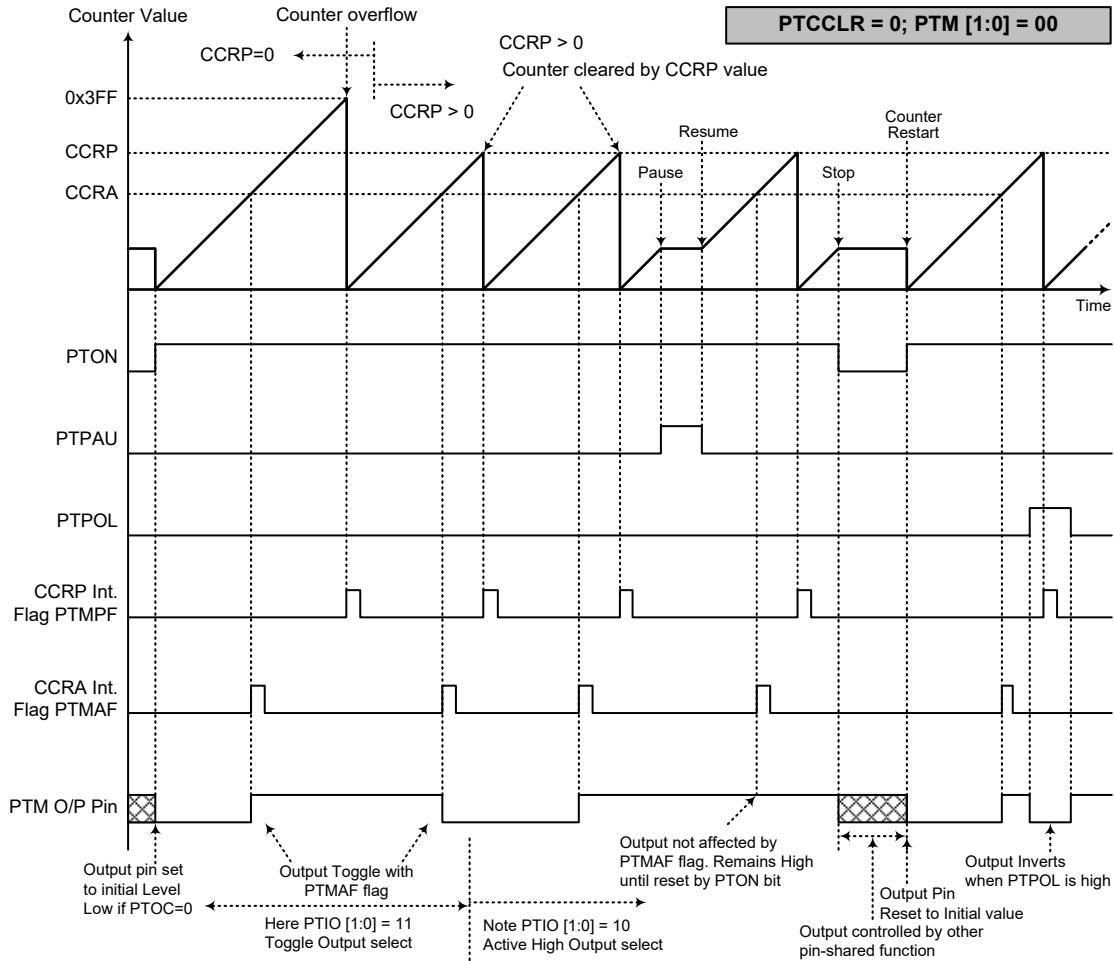 Counter Value
Counter overflow
PTCCLR = 0; PTM [1:0] = 00
CCRP=0
CCRP > 0
Counter cleared by CCRP value
CCRP > 0
0x3FF
CCRP
CCRA
Pause
Resume
Stop
Counter
Restart
Time
PTON
PTPAU
PTPOL
CCRP Int.
Flag PTMPF
CCRA Int.
Flag PTMAF
PTM O/P Pin
Output pin set
to initial Level
Low if PTOC=0
Output Toggle with
PTMAF flag
Here PTIO [1:0] = 11
Toggle Output select
Note PTIO [1:0] = 10
Active High Output select
Output not affected by
PTMAF flag. Remains High
until reset by PTON bit
Output Pin
Reset to Initial value
Output controlled by other
pin-shared function
Output Inverts
when PTPOL is high